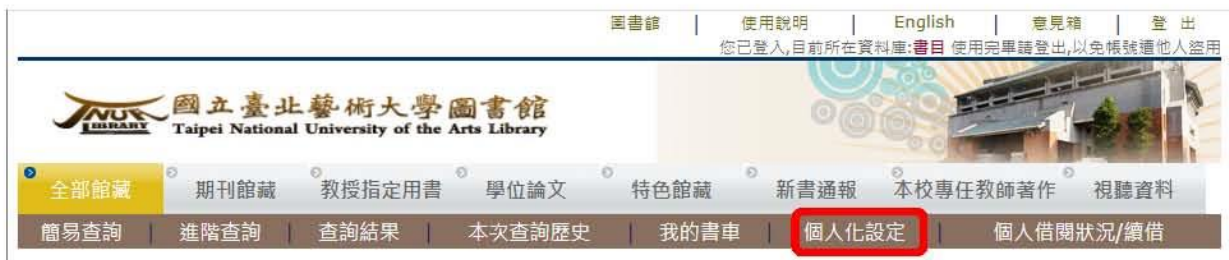 圖書館 | 使用說明 | English | 意見箱 | 登 出
您已登入,目前所在資料庫:書目 使用完畢請登出,以免帳號遭他人盜用
TNUA LIBRARY
國立臺北藝術大學圖書館
Taipei National University of the Arts Library
全部館藏 期刊館藏 教授指定用書 學位論文 特色館藏 新書通報 本校專任教師著作 視聽資料
簡易查詢 | 進階查詢 | 查詢結果 | 本次查詢歷史 | 我的書車 | 個人化設定 | 個人借閱狀況/續借